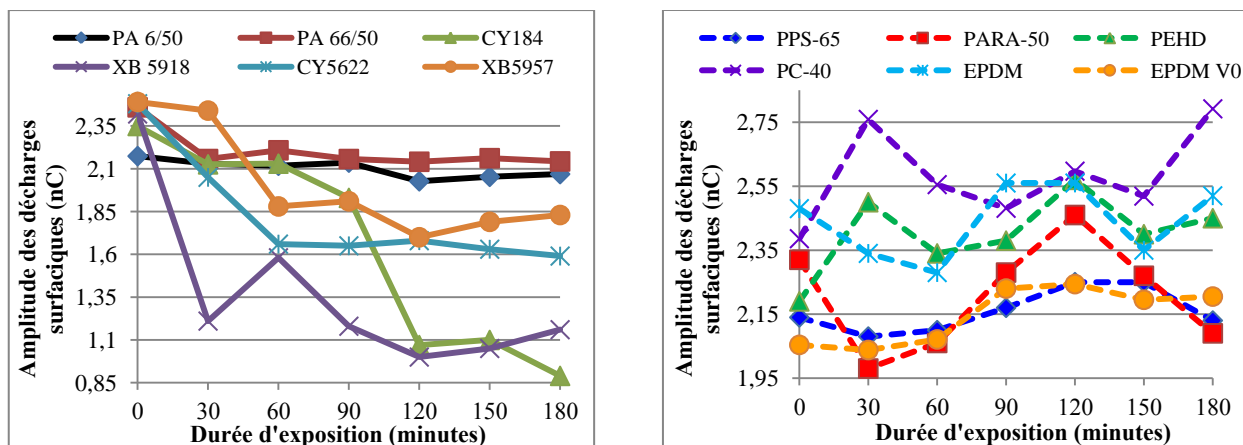 PA 6/50 PA 66/50 CY184
XB 5918 CY5622 XB5957
Amplitude des décharges
surfaciques (nC)
2,35
2,1
1,85
1,6
1,35
1,1
0,85
0 30 60 90 120 150 180
Durée d'exposition (minutes)
PPS-65 PARA-50 PEHD
PC-40 EPDM EPDM V0
Amplitude des décharges
surfaciques (nC)
2,75
2,55
2,35
2,15
1,95
0 30 60 90 120 150 180
Durée d'exposition (minutes)